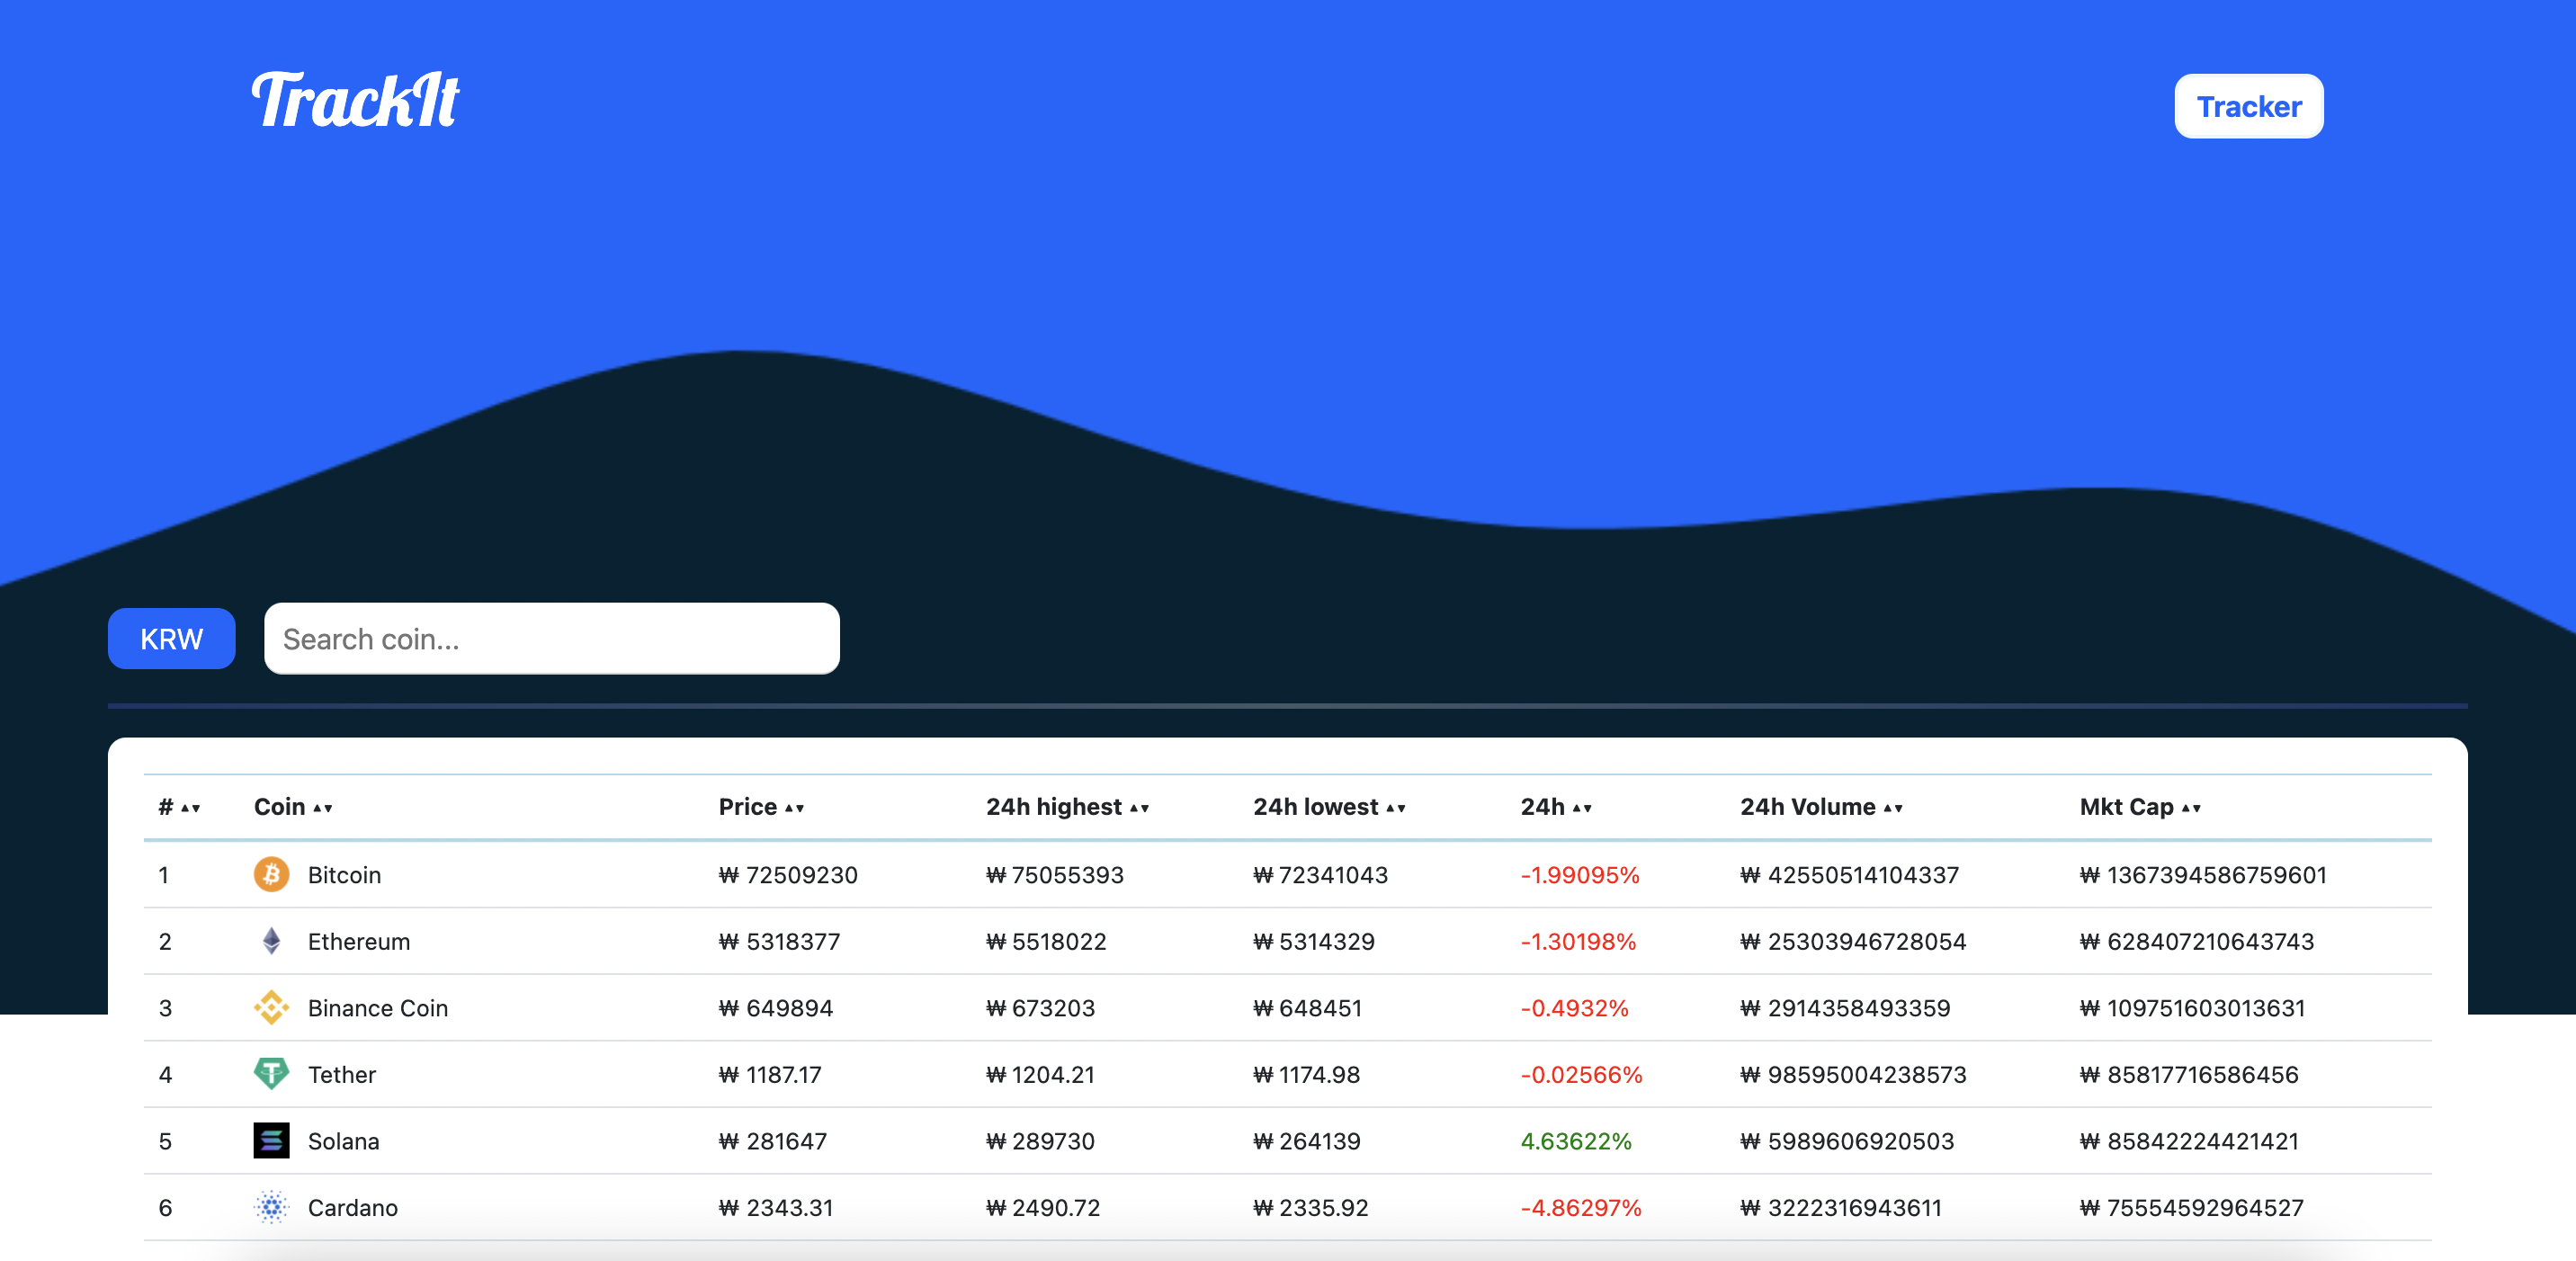 TrackIt
Tracker
KRW
Search coin...
# ▲▼ Coin ▲▼ Price ▲▼ 24h highest ▲▼ 24h lowest ▲▼ 24h ▲▼ 24h Volume ▲▼ Mkt Cap ▲▼
1 Bitcoin ₩ 72509230 ₩ 75055393 ₩ 72341043 -1.99095% ₩ 42550514104337 ₩ 1367394586759601
2 Ethereum ₩ 5318377 ₩ 5518022 ₩ 5314329 -1.30198% ₩ 25303946728054 ₩ 628407210643743
3 Binance Coin ₩ 649894 ₩ 673203 ₩ 648451 -0.4932% ₩ 2914358493359 ₩ 109751603013631
4 Tether ₩ 1187.17 ₩ 1204.21 ₩ 1174.98 -0.02566% ₩ 98595004238573 ₩ 85817716586456
5 Solana ₩ 281647 ₩ 289730 ₩ 264139 4.63622% ₩ 5989606920503 ₩ 85842224421421
6 Cardano ₩ 2343.31 ₩ 2490.72 ₩ 2335.92 -4.86297% ₩ 3222316943611 ₩ 75554592964527